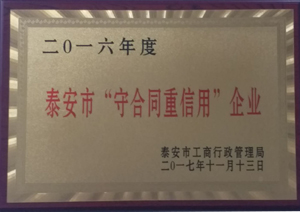 二〇一六年度
泰安市“守合同重信用”企业
泰安市工商行政管理局
二〇一七年十一月十三日